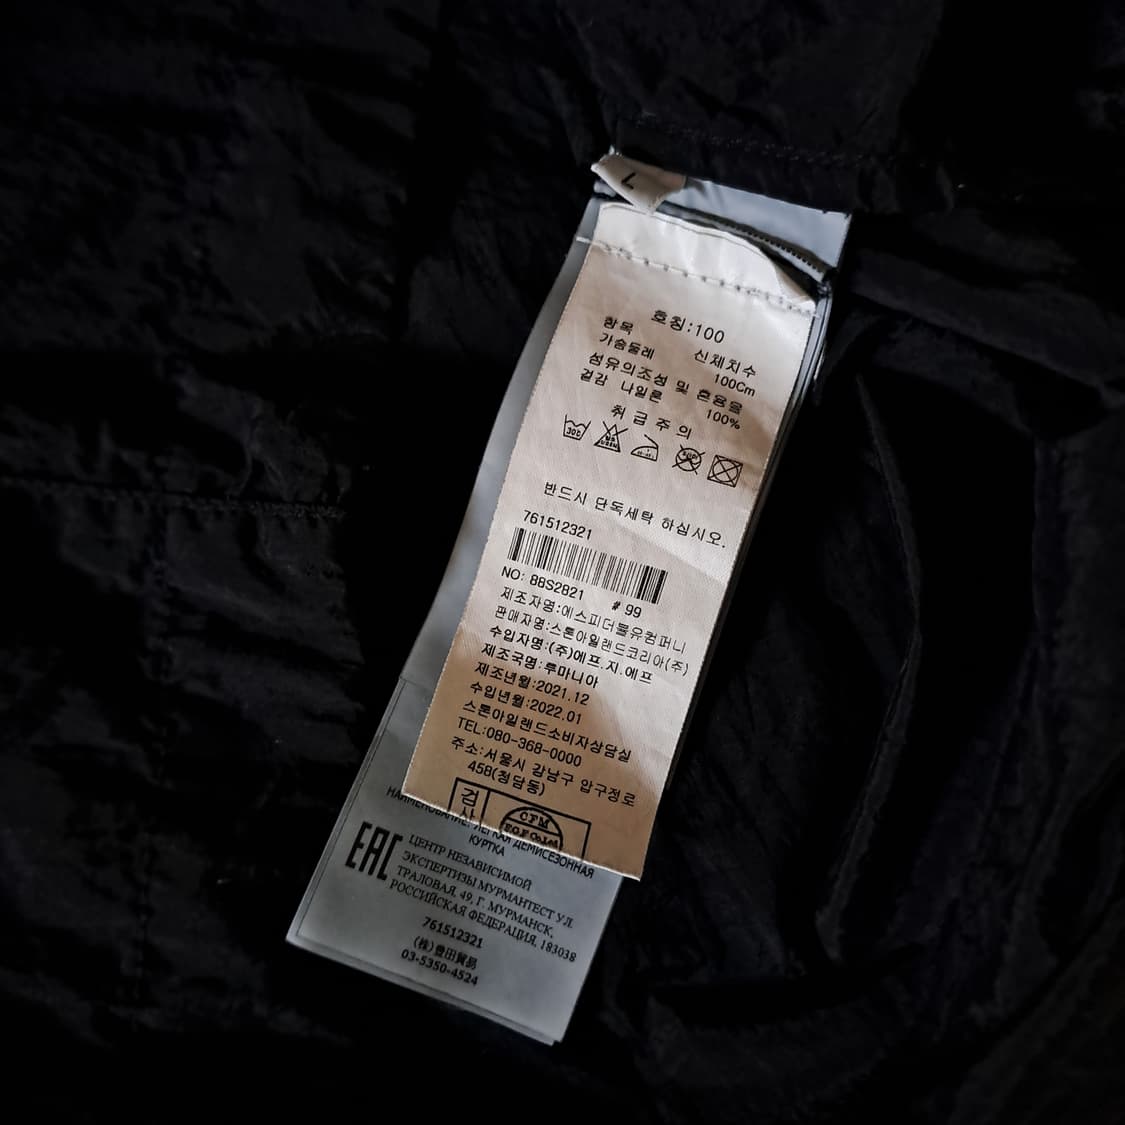 L
호칭:100
항목 신체치수
가슴둘레 100Cm
섬유의조성 및 혼용율
겉감 나일론 100%
취급주의
반드시 단독세탁 하십시오.
761512321
NO: 88S2821 #99
제조자명:에스피더블유컴퍼니
판매자명:스톤아일랜드코리아(주)
수입자명:(주)에프.지.에프
제조국명:루마니아
제조년월:2021.12
수입년월:2022.01
스톤아일랜드소비자상담실
TEL:080-368-0000
주소:서울시 강남구 압구정로
458(청담동)
검사
CFM
НАИМЕНОВАНИЕ: ЛЕГКАЯ ДЕМИСЕЗОННАЯ
КУРТКА
EAC
ЦЕНТР НЕЗАВИСИМОЙ
ЭКСПЕРТИЗЫ МУРМАНТЕСТ УЛ.
ТРАЛОВАЯ, 49, Г. МУРМАНСК,
РОССИЙСКАЯ ФЕДЕРАЦИЯ, 183038
761512321
(株)豊田貿易
03-5350-4524